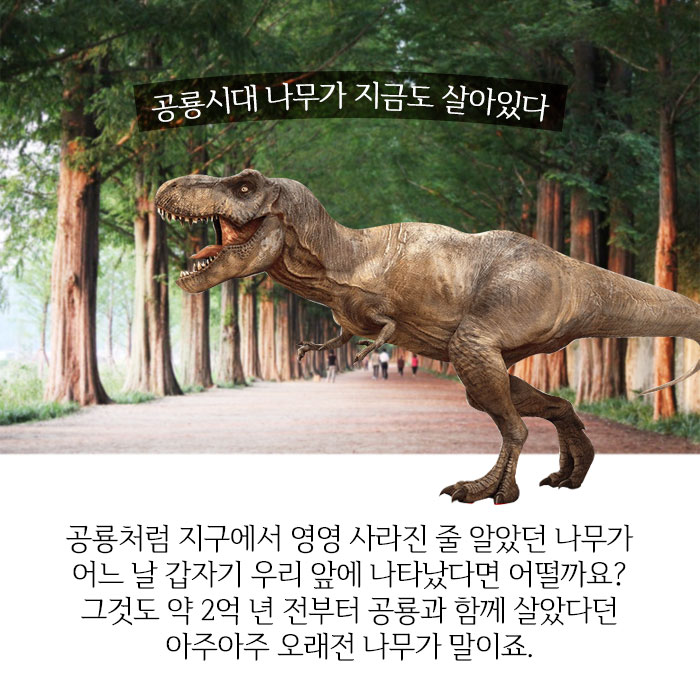 공룡시대 나무가 지금도 살아있다
공룡처럼 지구에서 영영 사라진 줄 알았던 나무가
어느 날 갑자기 우리 앞에 나타났다면 어떨까요?
그것도 약 2억 년 전부터 공룡과 함께 살았다던
아주아주 오래전 나무가 말이죠.